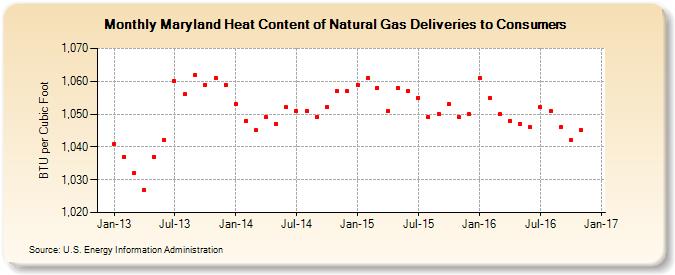 Monthly Maryland Heat Content of Natural Gas Deliveries to Consumers
BTU per Cubic Foot
1,070
1,060
1,050
1,040
1,030
1,020
Jan-13 Jul-13 Jan-14 Jul-14 Jan-15 Jul-15 Jan-16 Jul-16 Jan-17
Source: U.S. Energy Information Administration